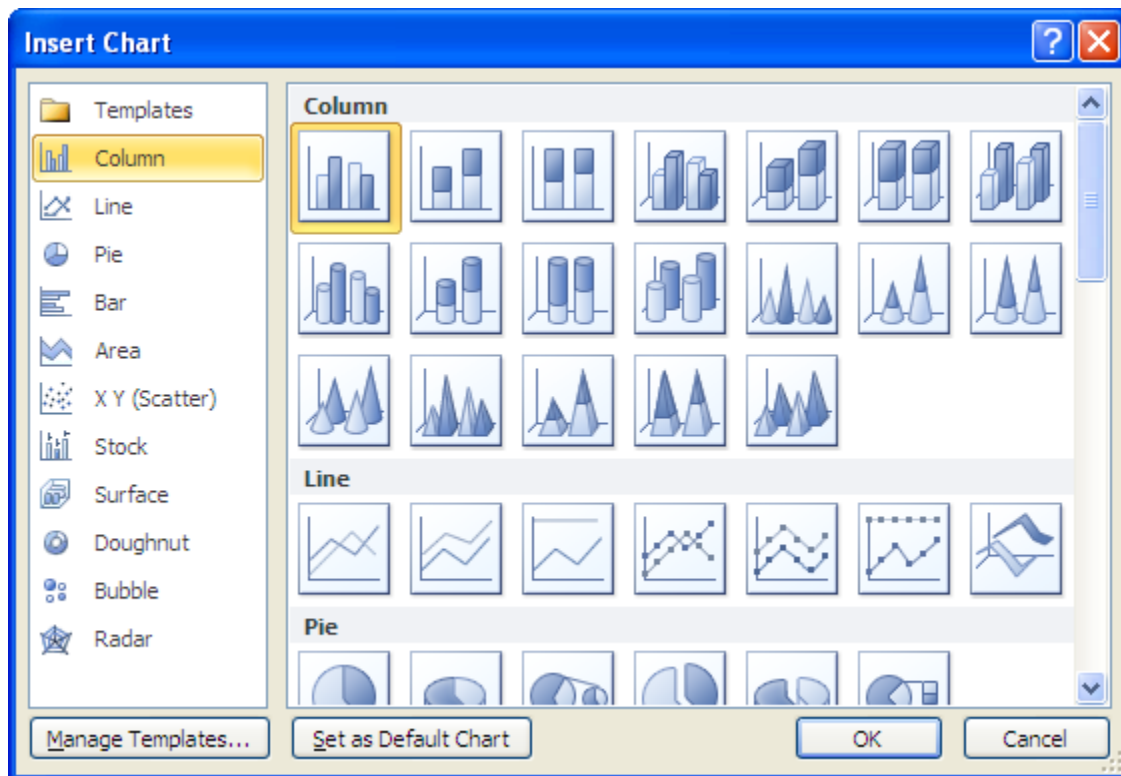 Insert Chart
Templates
Column
Line
Pie
Bar
Area
X Y (Scatter)
Stock
Surface
Doughnut
Bubble
Radar
Column
Line
Pie
Manage Templates...
Set as Default Chart
OK
Cancel